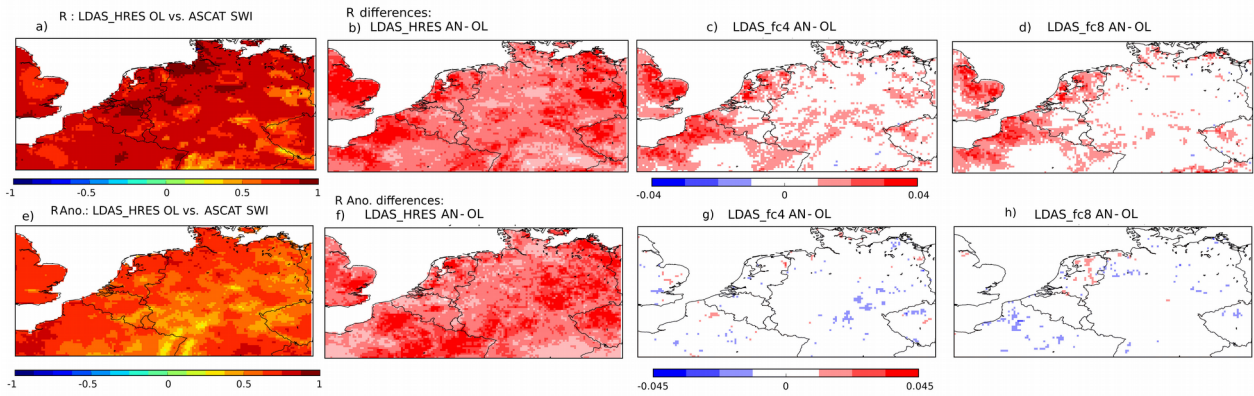 R : LDAS_HRES OL vs. ASCAT SWI
a)
R differences:
b) LDAS_HRES AN-OL
c) LDAS_fc4 AN-OL
d) LDAS_fc8 AN-OL
-1 -0.5 0 0.5 1
-0.04 0 0.04
e) R Ano.: LDAS_HRES OL vs. ASCAT SWI
R Ano. differences:
f) LDAS_HRES AN-OL
g) LDAS_fc4 AN-OL
h) LDAS_fc8 AN-OL
-1 -0.5 0 0.5 1
-0.045 0 0.045